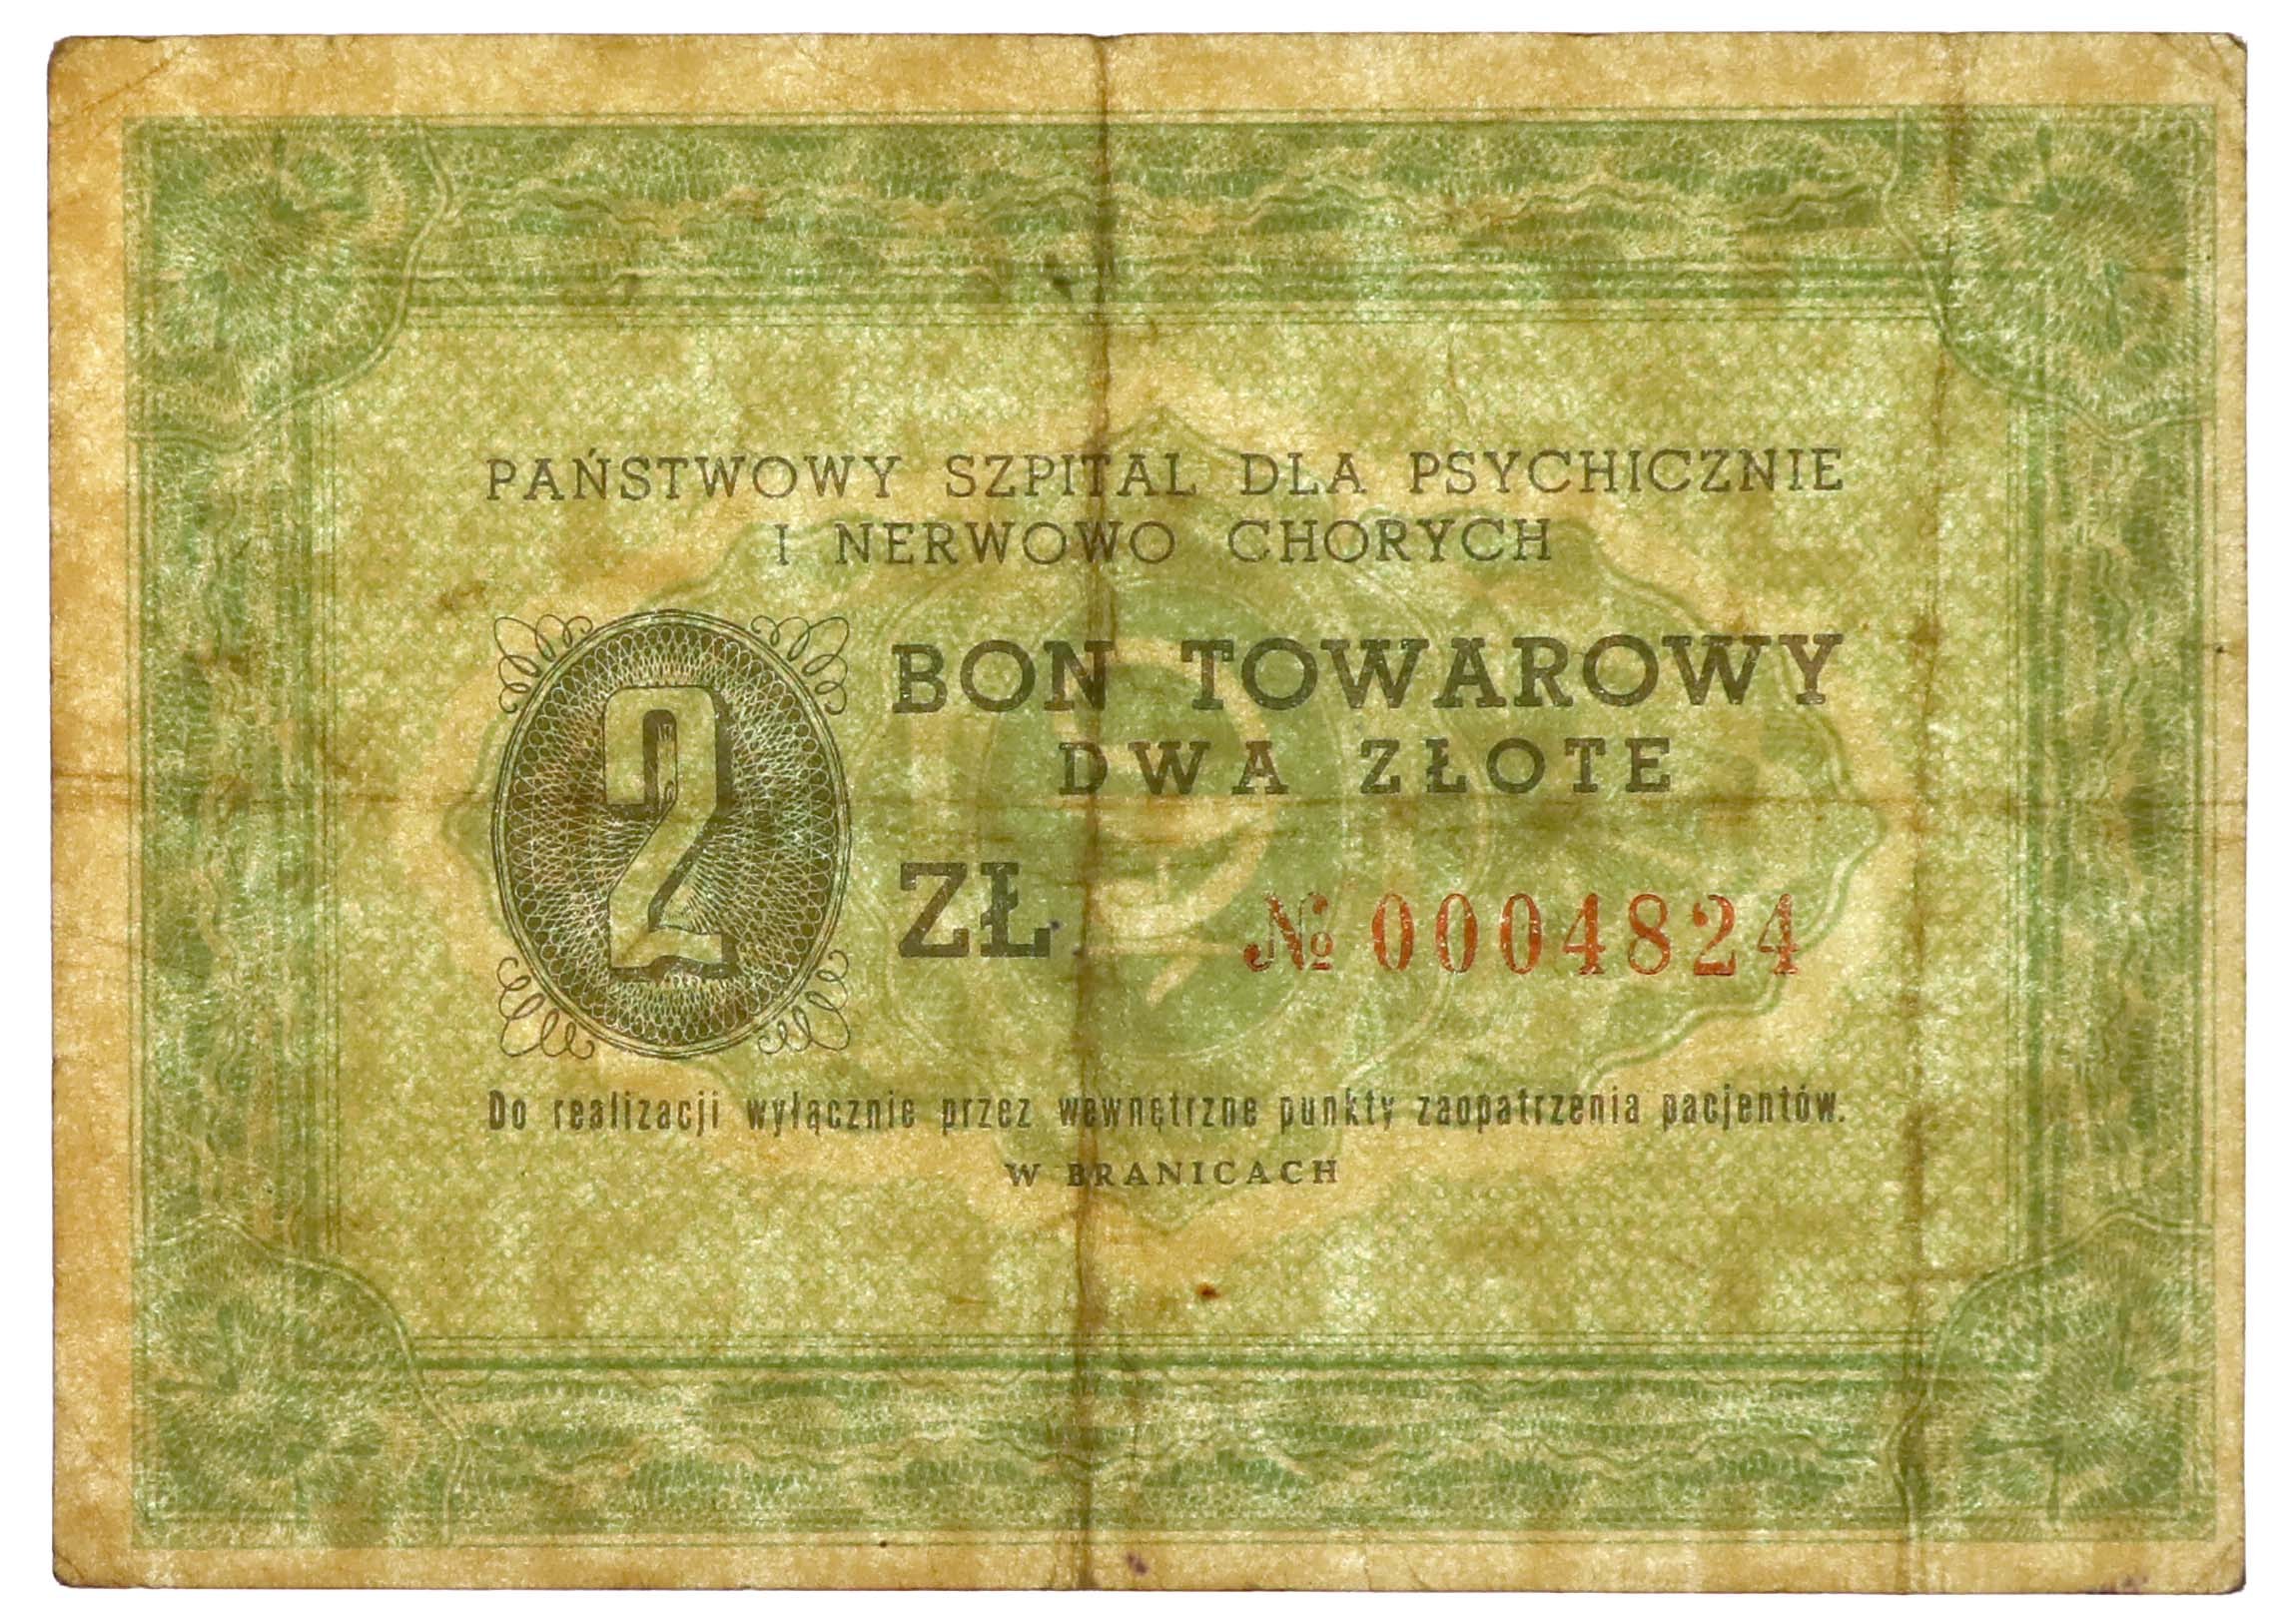 PAŃSTWOWY SZPITAL DLA PSYCHICZNIE
I NERWOWO CHORYCH
2
BON TOWAROWY
DWA ZŁOTE
ZŁ.
№ 0004824
Do realizacji wyłącznie przez wewnętrzne punkty zaopatrzenia pacjentów.
W BRANICACH